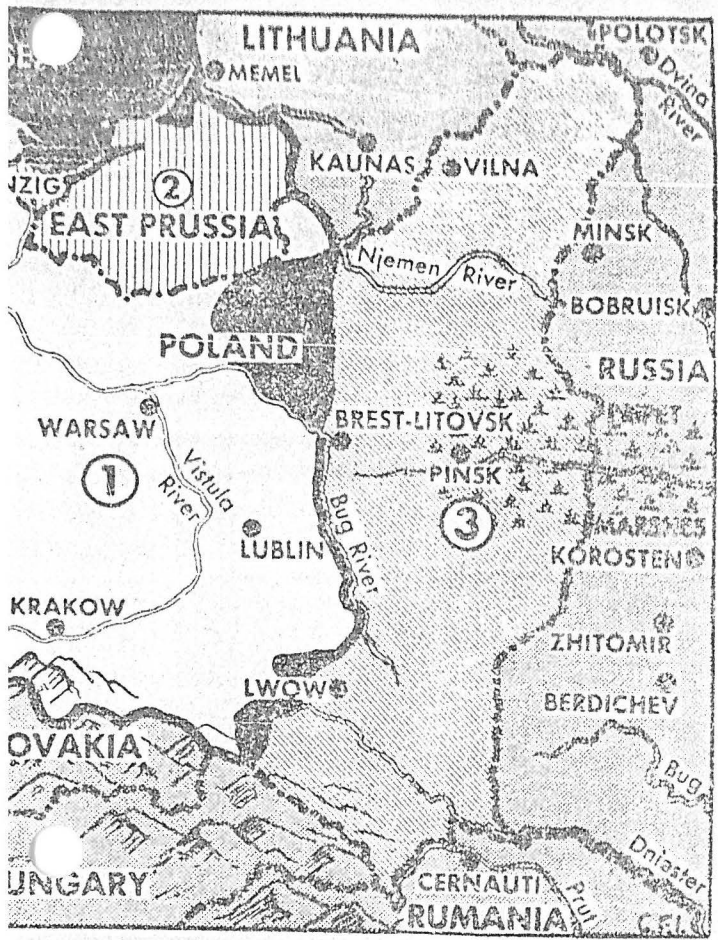 LITHUANIA
POLOTSK
MEMEL
Dvina
River
KAUNAS
VILNA
NZIG
2
EAST PRUSSIA
MINSK
Njemen River
BOBRUISK
POLAND
RUSSIA
WARSAW
BREST-LITOVSK
PINSK
1
Vistula
River
3
MARSHES
Bug River
LUBLIN
KOROSTEN
KRAKOW
ZHITOMIR
LWOW
BERDICHEV
OVAKIA
Bug
UNGARY
CERNAUTI
Prut
Dniaster
RUMANIA